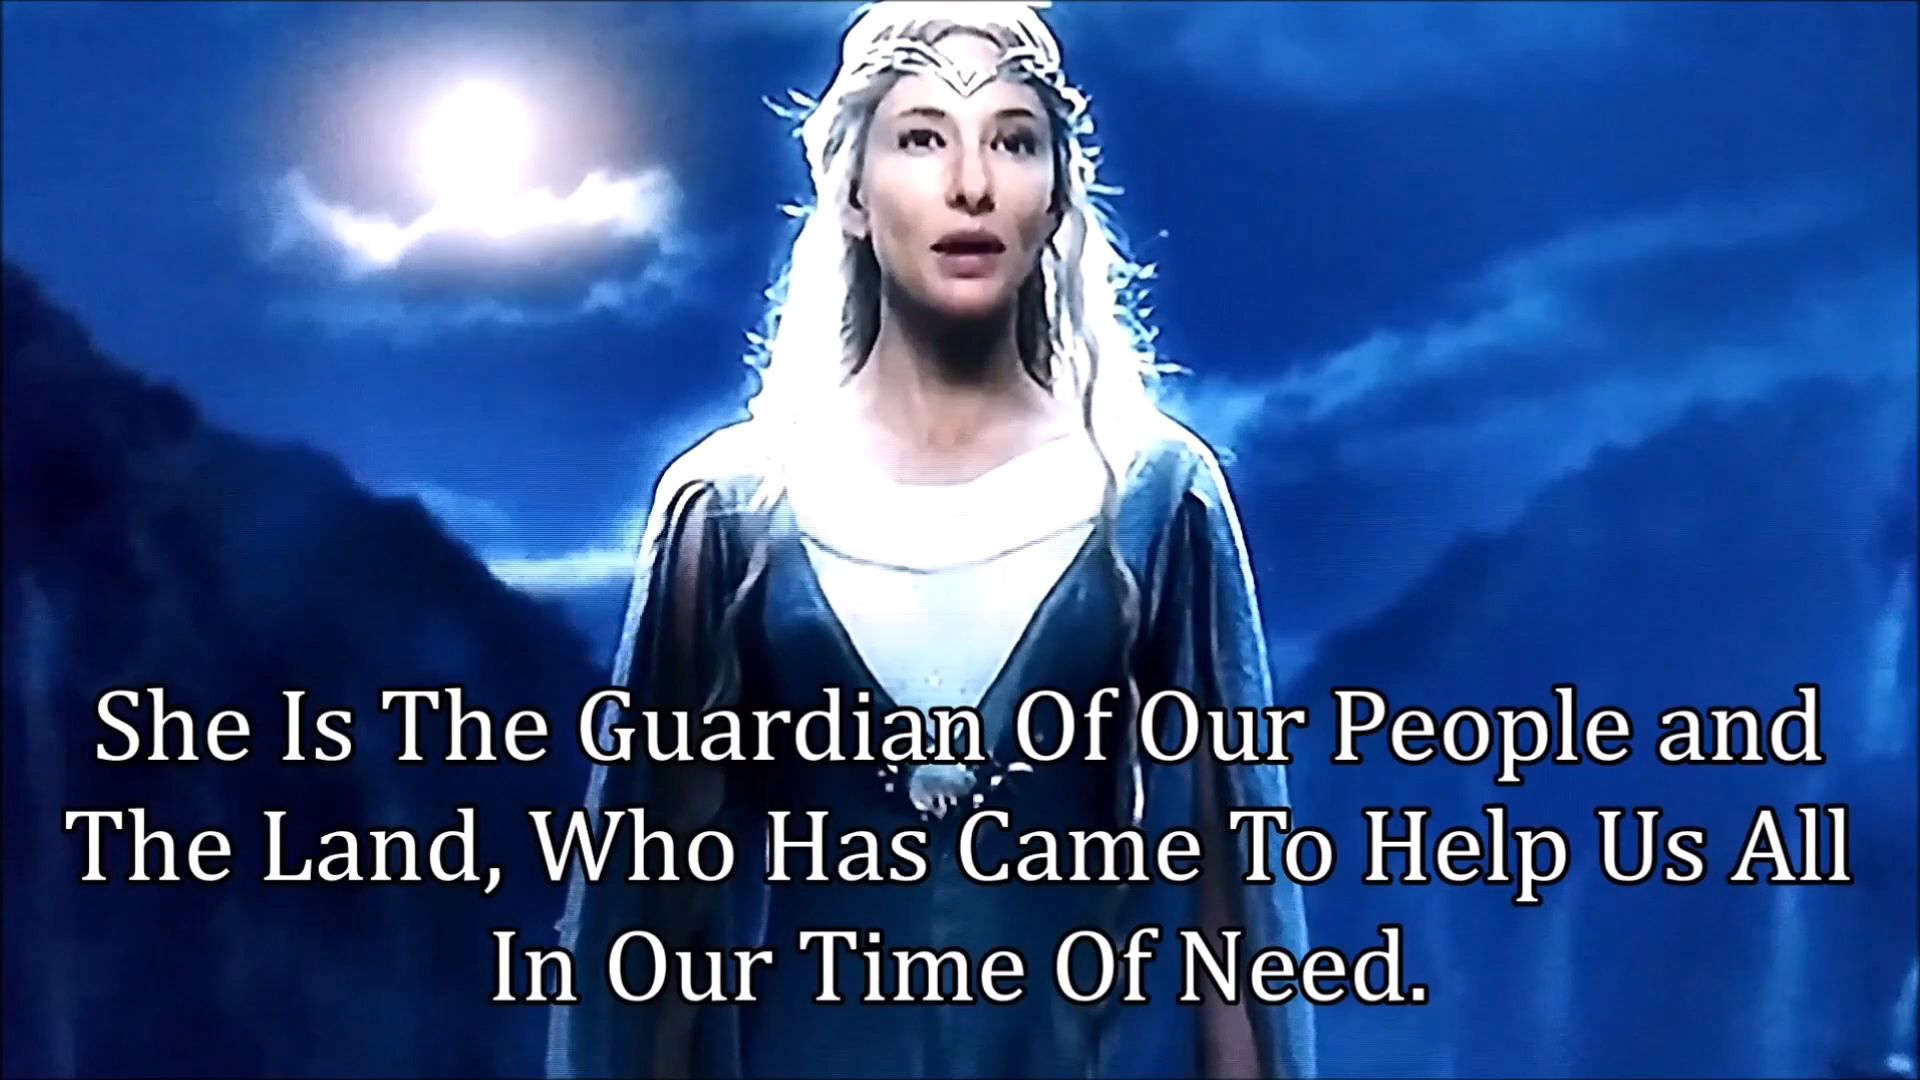 She Is The Guardian Of Our People and
The Land, Who Has Came To Help Us All
In Our Time Of Need.